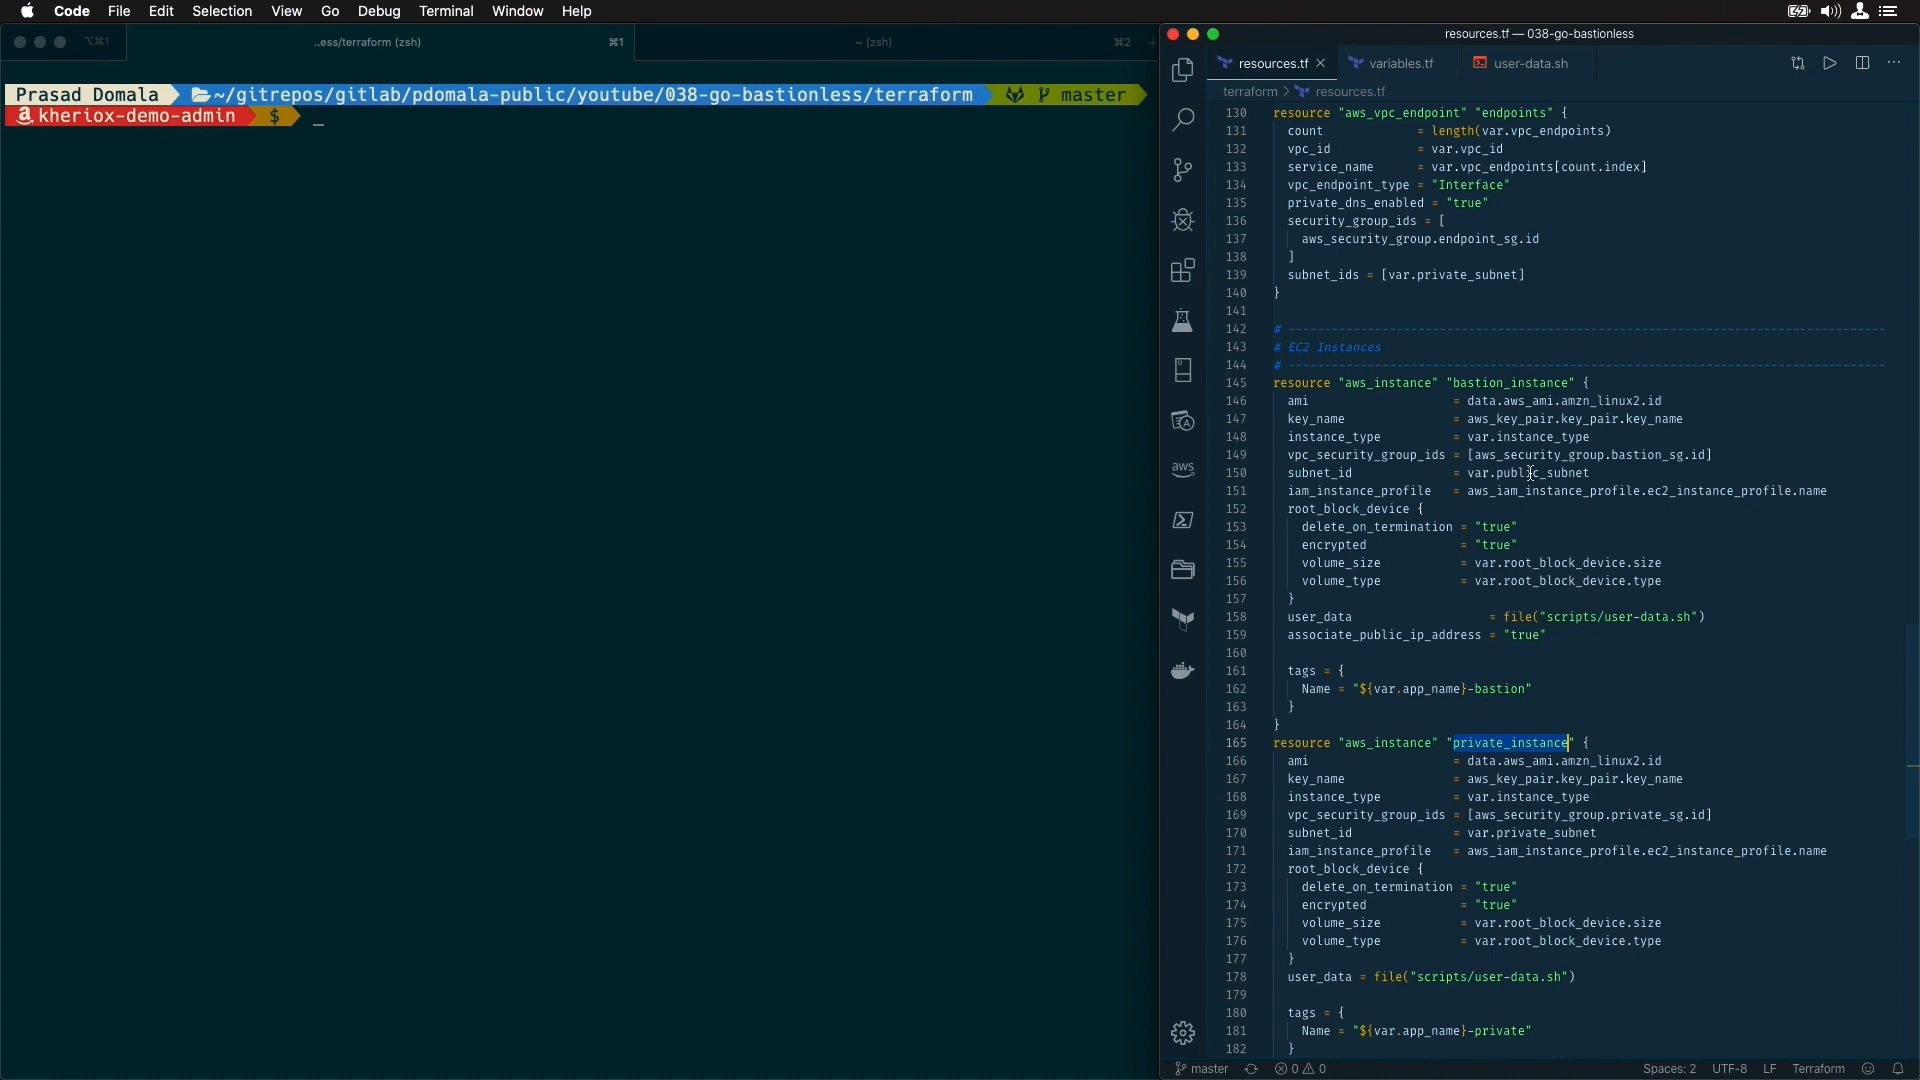 Code File Edit Selection View Go Debug Terminal Window Help
⌥⌘1 ..ess/terraform (zsh) ⌘1 ~ (zsh) ⌘2 +
Prasad Domala ~/gitrepos/gitlab/pdomala-public/youtube/038-go-bastionless/terraform master
kheriox-demo-admin $ _
resources.tf — 038-go-bastionless
resources.tf variables.tf user-data.sh
terraform > resources.tf
130 resource "aws_vpc_endpoint" "endpoints" {
131 count = length(var.vpc_endpoints)
132 vpc_id = var.vpc_id
133 service_name = var.vpc_endpoints[count.index]
134 vpc_endpoint_type = "Interface"
135 private_dns_enabled = "true"
136 security_group_ids = [
137 aws_security_group.endpoint_sg.id
138 ]
139 subnet_ids = [var.private_subnet]
140 }
141
142 # -----------------------------------------------------------------------------------
143 # EC2 Instances
144 # -----------------------------------------------------------------------------------
145 resource "aws_instance" "bastion_instance" {
146 ami = data.aws_ami.amzn_linux2.id
147 key_name = aws_key_pair.key_pair.key_name
148 instance_type = var.instance_type
149 vpc_security_group_ids = [aws_security_group.bastion_sg.id]
150 subnet_id = var.public_subnet
151 iam_instance_profile = aws_iam_instance_profile.ec2_instance_profile.name
152 root_block_device {
153 delete_on_termination = "true"
154 encrypted = "true"
155 volume_size = var.root_block_device.size
156 volume_type = var.root_block_device.type
157 }
158 user_data = file("scripts/user-data.sh")
159 associate_public_ip_address = "true"
160
161 tags = {
162 Name = "${var.app_name}-bastion"
163 }
164 }
165 resource "aws_instance" "private_instance" {
166 ami = data.aws_ami.amzn_linux2.id
167 key_name = aws_key_pair.key_pair.key_name
168 instance_type = var.instance_type
169 vpc_security_group_ids = [aws_security_group.private_sg.id]
170 subnet_id = var.private_subnet
171 iam_instance_profile = aws_iam_instance_profile.ec2_instance_profile.name
172 root_block_device {
173 delete_on_termination = "true"
174 encrypted = "true"
175 volume_size = var.root_block_device.size
176 volume_type = var.root_block_device.type
177 }
178 user_data = file("scripts/user-data.sh")
179
180 tags = {
181 Name = "${var.app_name}-private"
182 }
aws
master 0 0 Spaces: 2 UTF-8 LF Terraform